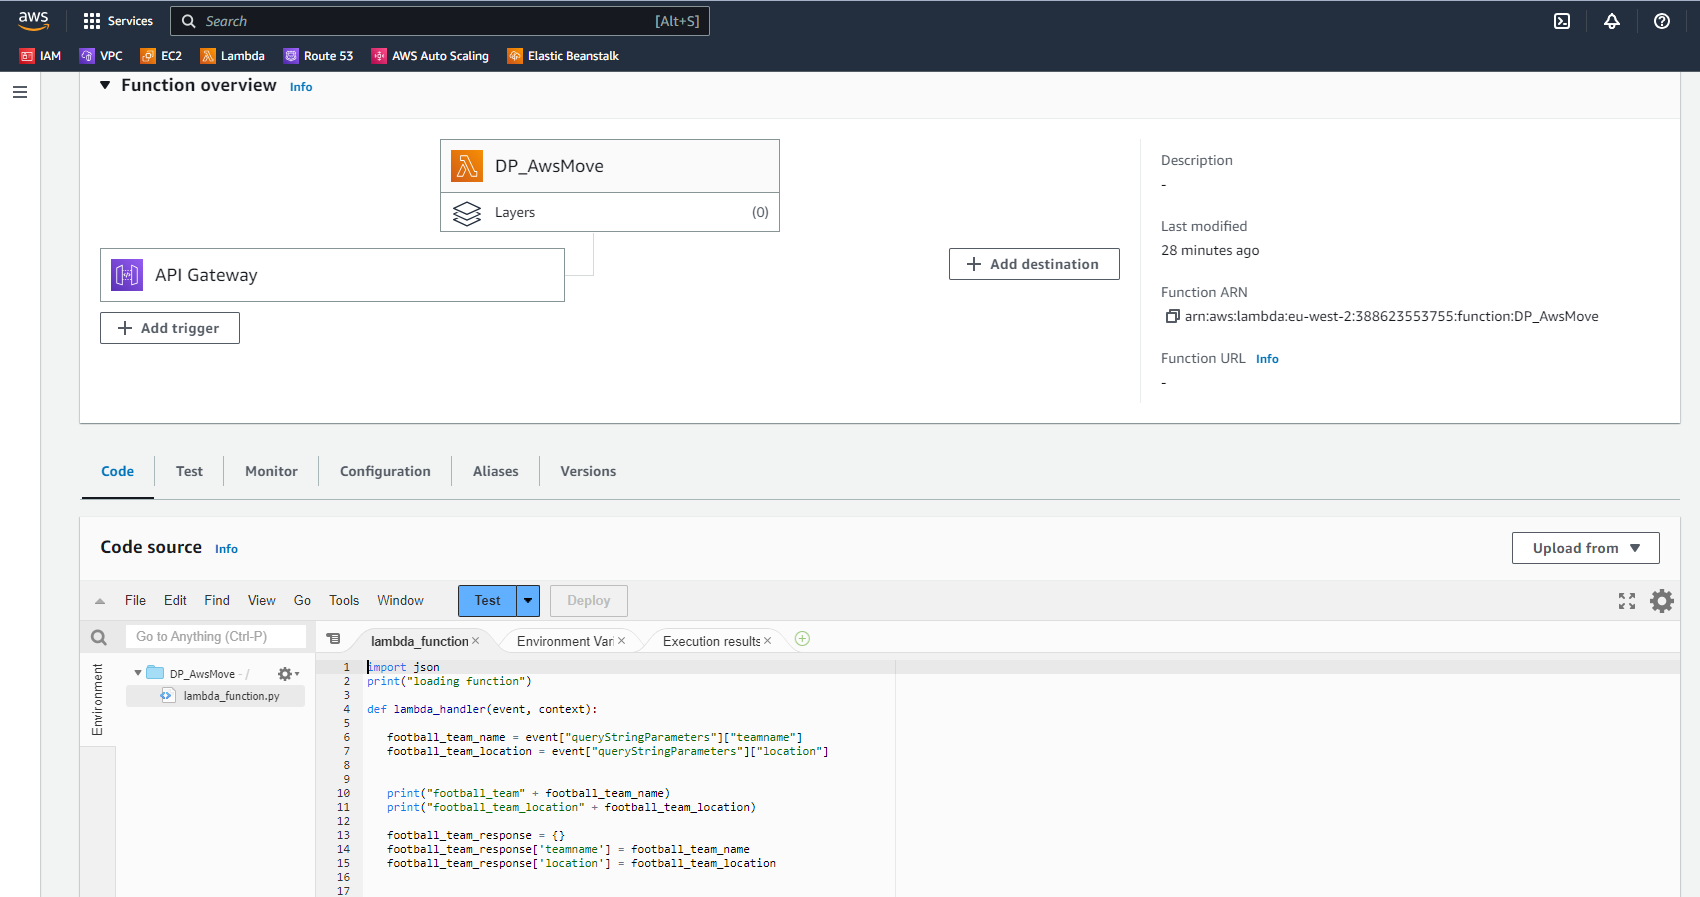 aws
Services
Search
[Alt+S]
IAM
VPC
EC2
Lambda
Route 53
AWS Auto Scaling
Elastic Beanstalk
Function overview
Info
DP_AwsMove
Layers
(0)
API Gateway
Add trigger
Add destination
Description
-
Last modified
28 minutes ago
Function ARN
arn:aws:lambda:eu-west-2:388623553755:function:DP_AwsMove
Function URL
Info
-
Code
Test
Monitor
Configuration
Aliases
Versions
Code source
Info
Upload from
File
Edit
Find
View
Go
Tools
Window
Test
Deploy
Go to Anything (Ctrl-P)
Environment
DP_AwsMove - /
lambda_function.py
lambda_function
Environment Vari
Execution results
1 import json
2 print("loading function")
3
4 def lambda_handler(event, context):
5
6 football_team_name = event["queryStringParameters"]["teamname"]
7 football_team_location = event["queryStringParameters"]["location"]
8
9
10 print("football_team" + football_team_name)
11 print("football_team_location" + football_team_location)
12
13 football_team_response = {}
14 football_team_response['teamname'] = football_team_name
15 football_team_response['location'] = football_team_location
16
17